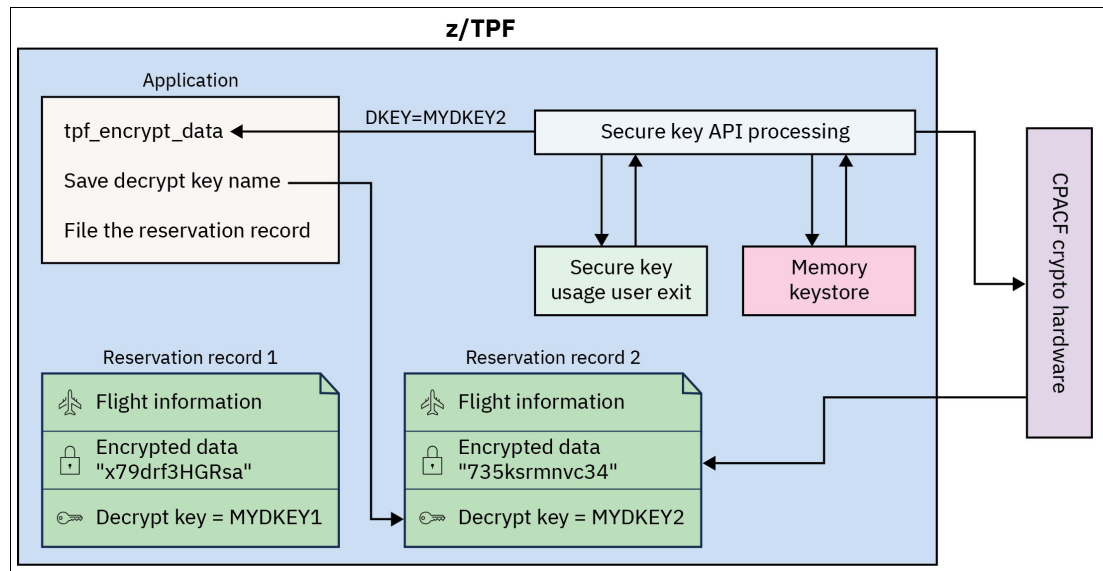 z/TPF
Application
tpf_encrypt_data
DKEY=MYDKEY2
Secure key API processing
Save decrypt key name
File the reservation record
Secure key
usage user exit
Memory
keystore
CPACF crypto hardware
Reservation record 1
Flight information
Encrypted data
"x79drf3HGRsa"
Decrypt key = MYDKEY1
Reservation record 2
Flight information
Encrypted data
"735ksrmnvc34"
Decrypt key = MYDKEY2